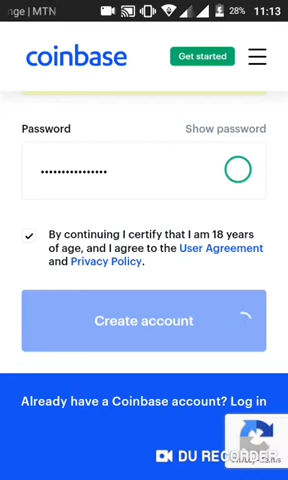 nge | MTN
28%
11:13
coinbase
Get started
Password
Show password
By continuing I certify that I am 18 years
of age, and I agree to the User Agreement
and Privacy Policy.
Create account
Already have a Coinbase account? Log in
DU RECORDER